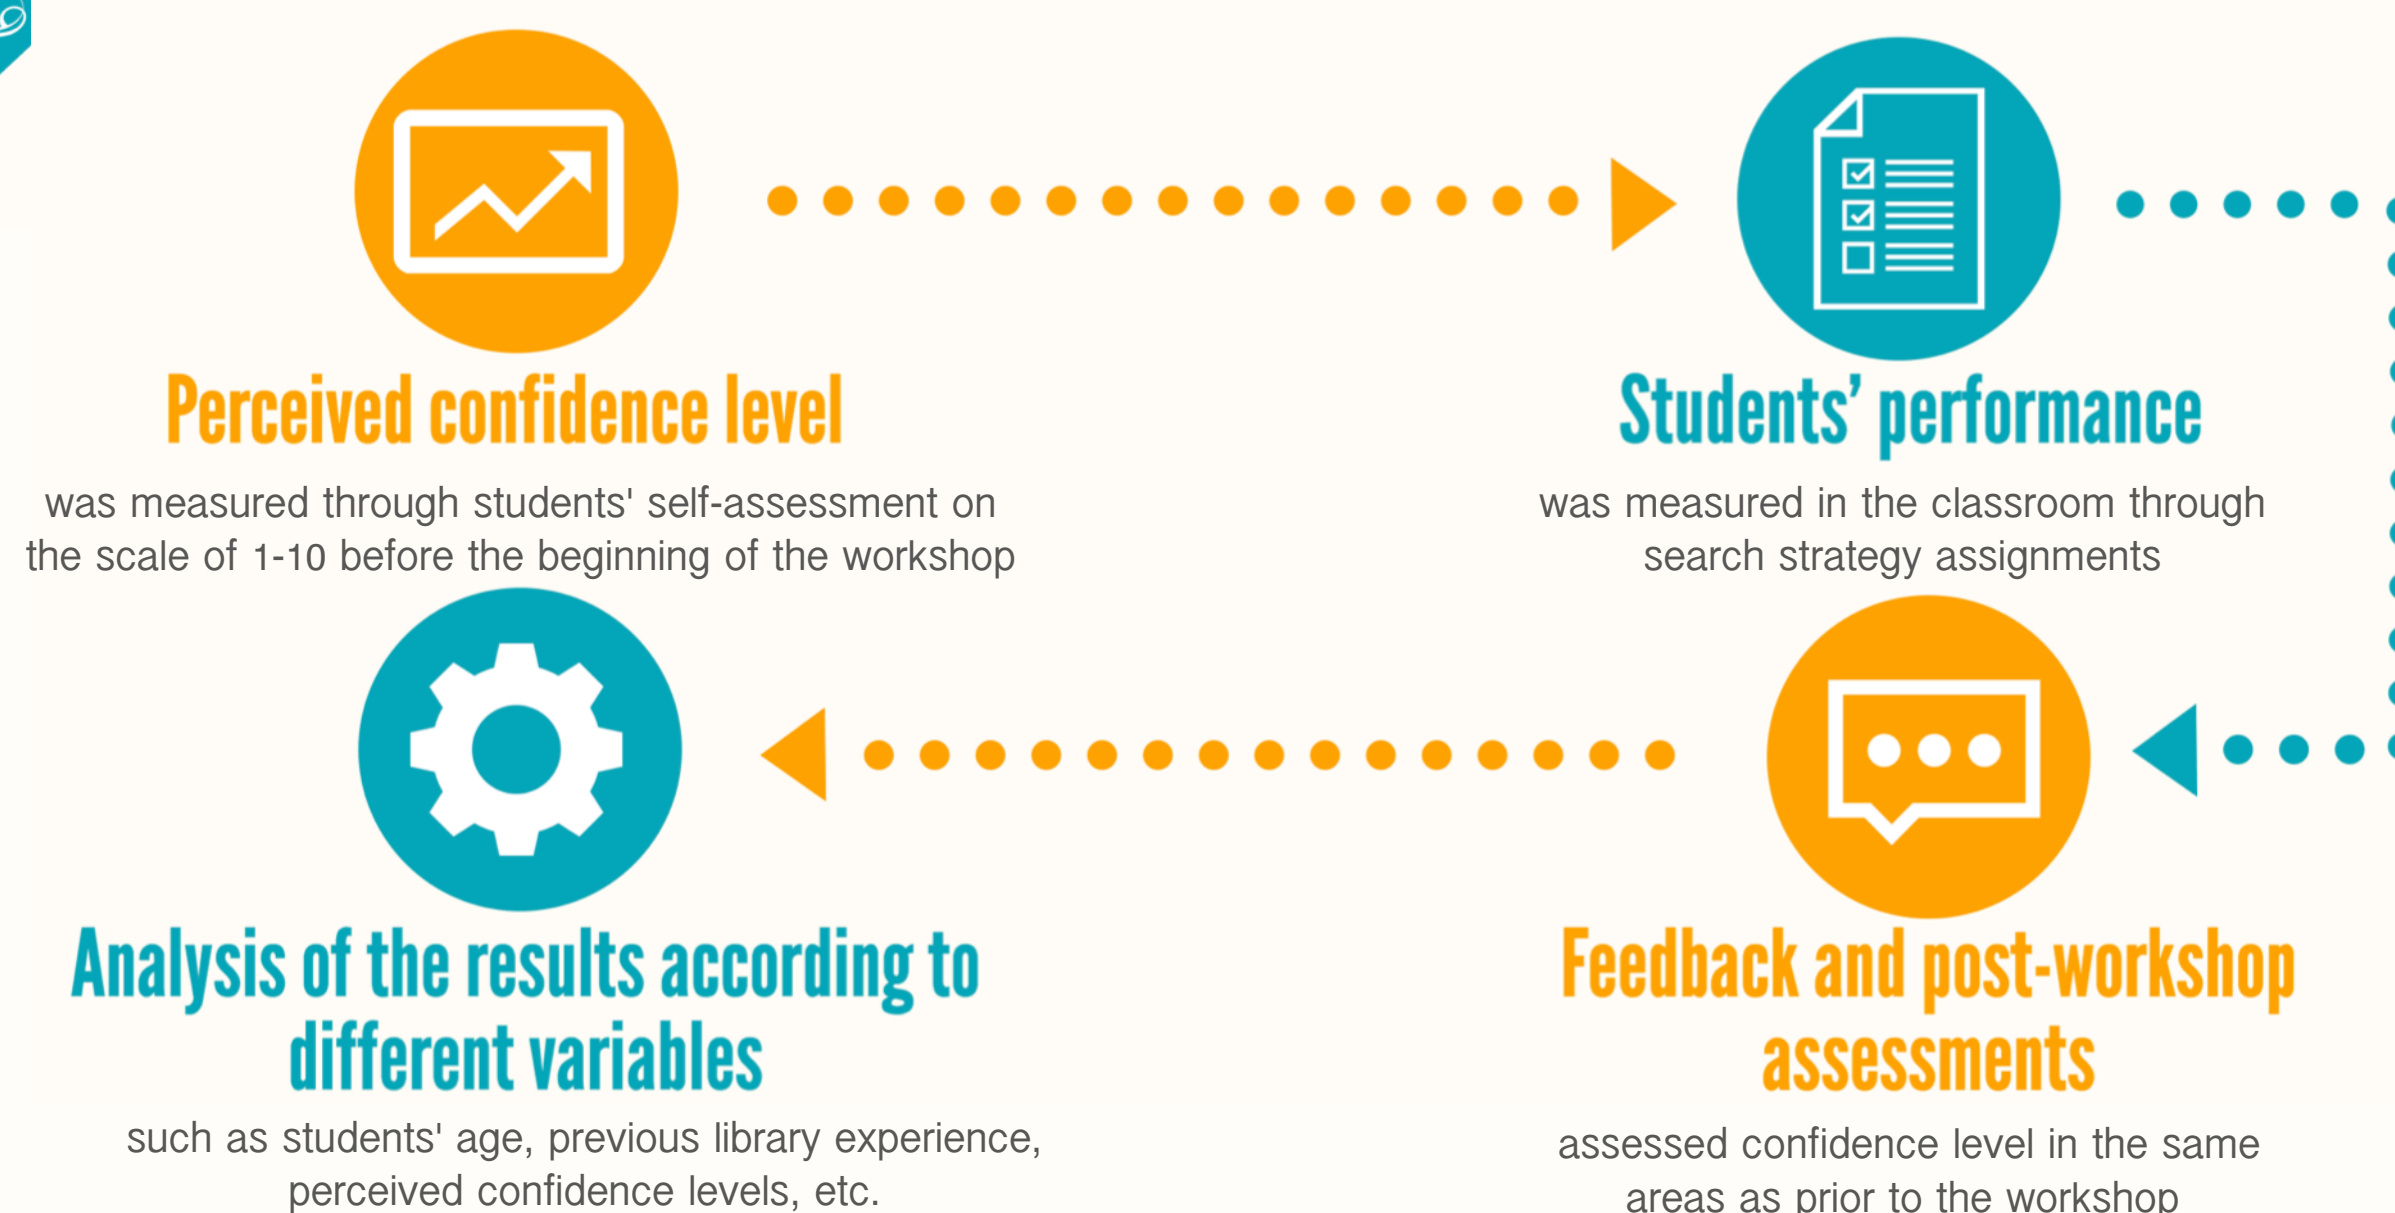 Perceived confidence level
was measured through students' self-assessment on
the scale of 1-10 before the beginning of the workshop
Students’ performance
was measured in the classroom through
search strategy assignments
Feedback and post-workshop
assessments
assessed confidence level in the same
areas as prior to the workshop
Analysis of the results according to
different variables
such as students' age, previous library experience,
perceived confidence levels, etc.